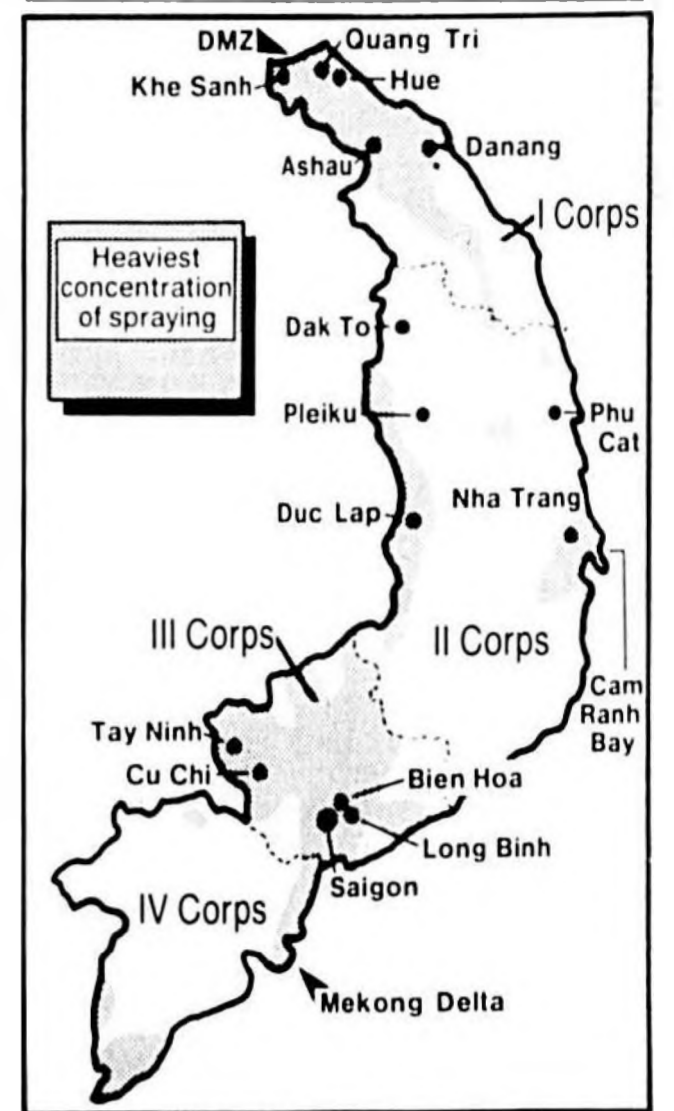 DMZ
Quang Tri
Khe Sanh
Hue
Ashau
Danang
I Corps
Heaviest
concentration
of spraying
Dak To
Pleiku
Phu
Cat
Duc Lap
Nha Trang
III Corps
II Corps
Cam
Ranh
Bay
Tay Ninh
Cu Chi
Bien Hoa
Long Binh
Saigon
IV Corps
Mekong Delta